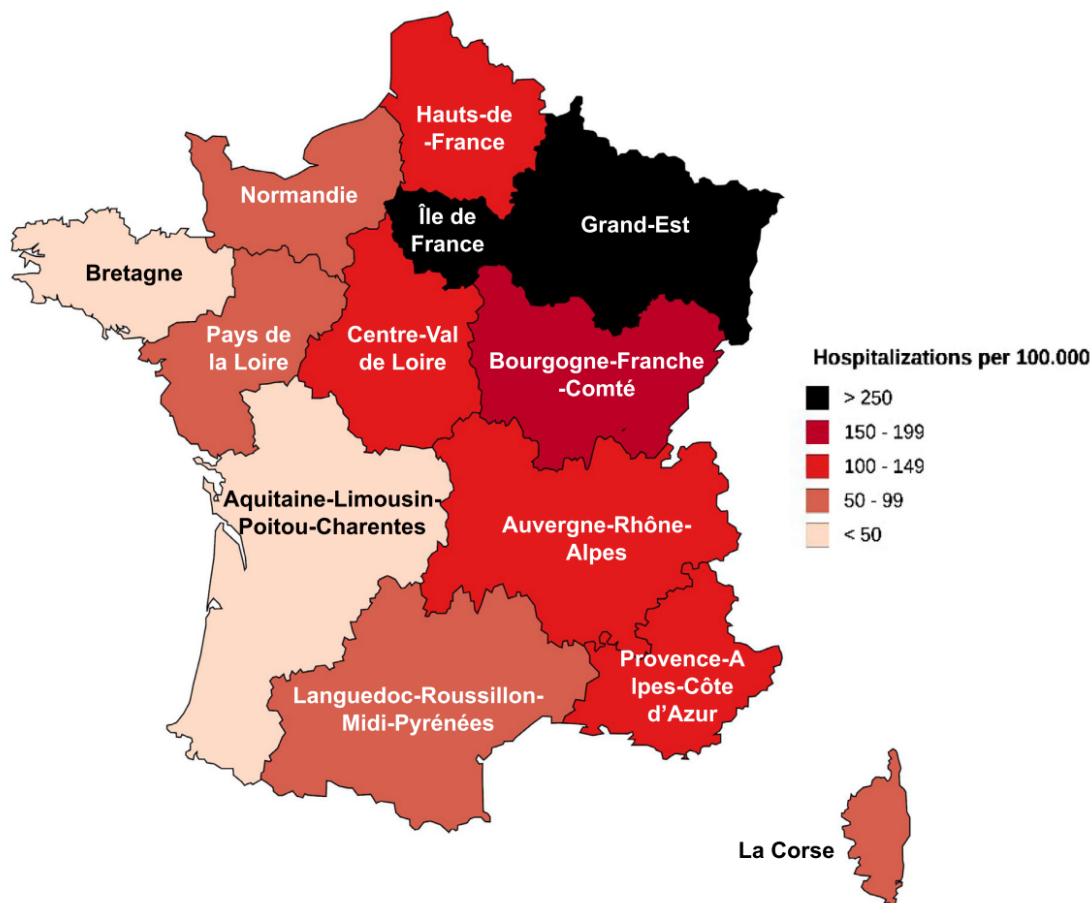 Hauts-de
-France
Normandie
Île de
France
Grand-Est
Bretagne
Pays de
la Loire
Centre-Val
de Loire
Bourgogne-Franche
-Comté
Hospitalizations per 100.000
> 250
150 - 199
100 - 149
50 - 99
< 50
Aquitaine-Limousin-
Poitou-Charentes
Auvergne-Rhône-
Alpes
Provence-A
lpes-Côte
d’Azur
Languedoc-Roussillon-
Midi-Pyrénées
La Corse